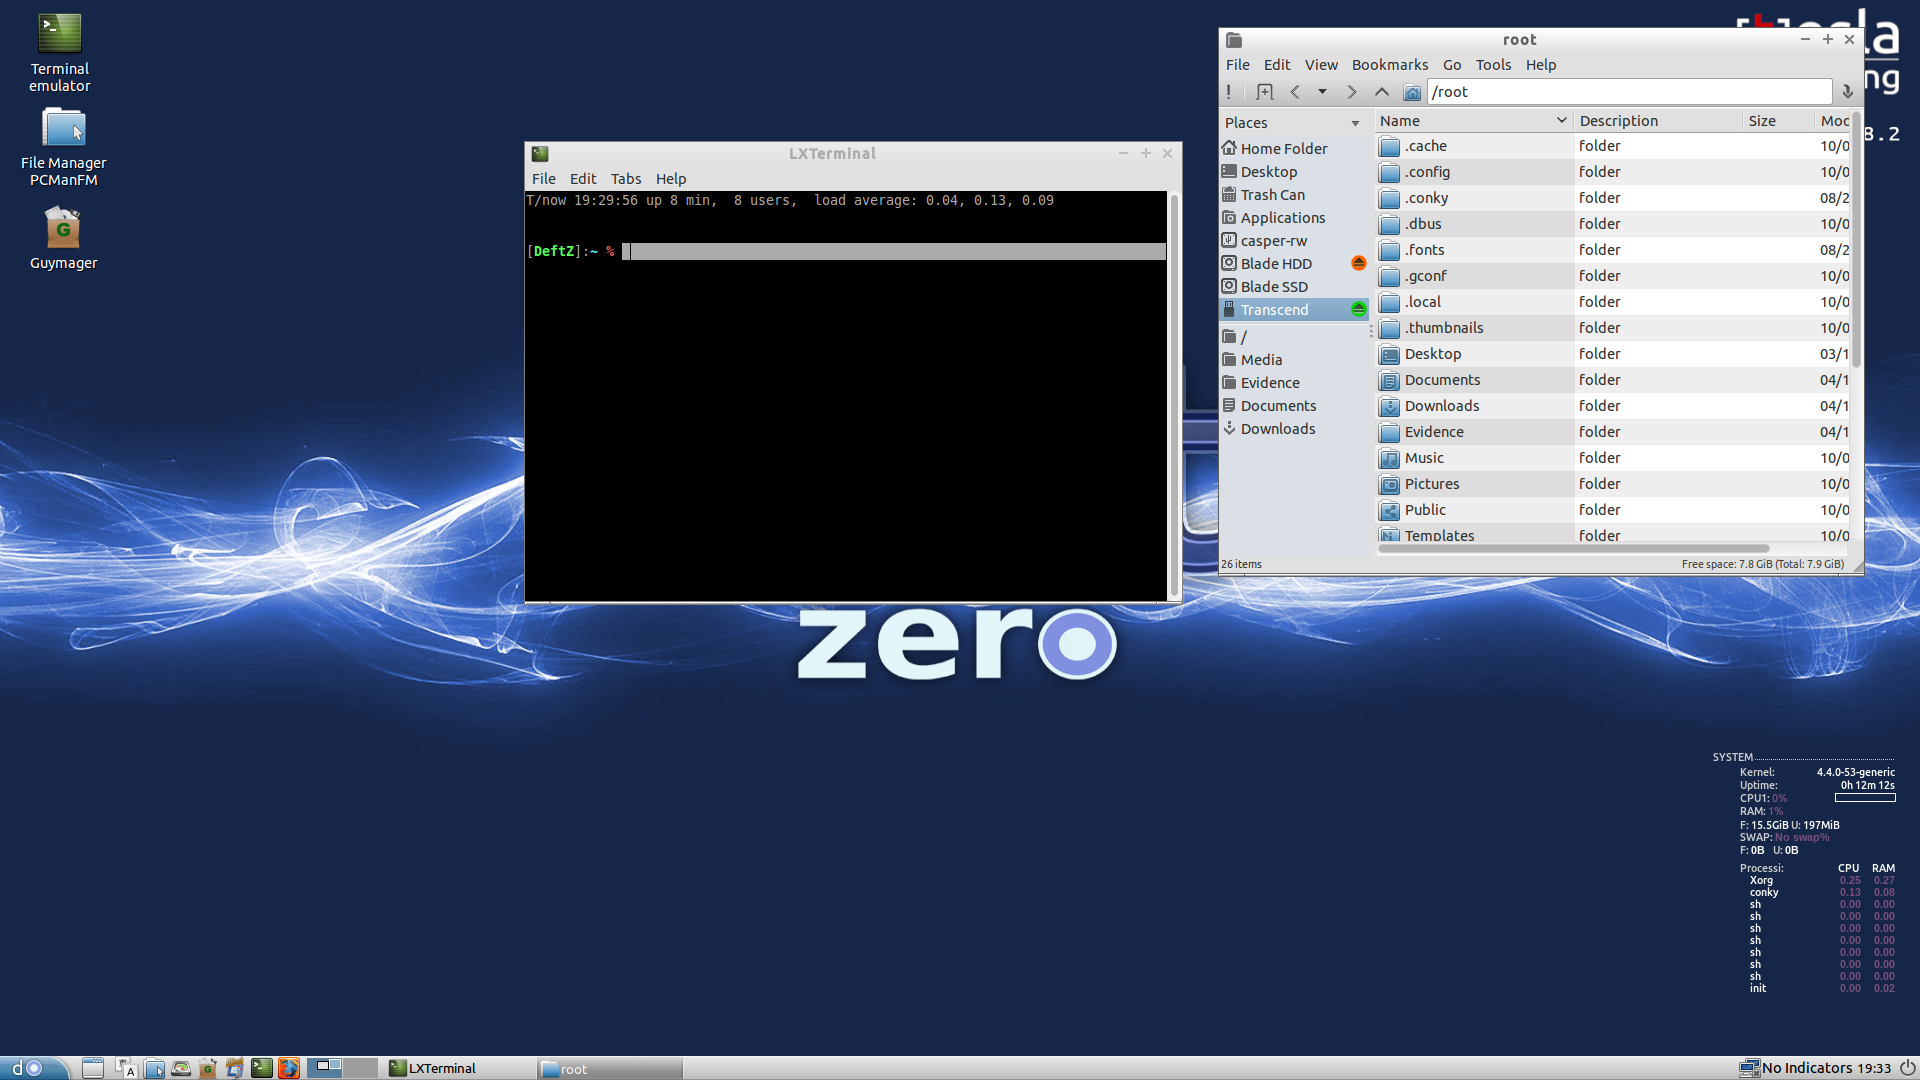 Terminal
emulator
File Manager
PCManFM
G
Guymager
LXTerminal
File Edit Tabs Help
T/now 19:29:56 up 8 min,  8 users,  load average: 0.04, 0.13, 0.09
[DeftZ]:~ %
root
File Edit View Bookmarks Go Tools Help
/root
Places
Home Folder
Desktop
Trash Can
Applications
casper-rw
Blade HDD
Blade SSD
Transcend
/
Media
Evidence
Documents
Downloads
Name Description Size Mod
.cache folder 10/0
.config folder 10/0
.conky folder 08/2
.dbus folder 10/0
.fonts folder 08/2
.gconf folder 10/0
.local folder 10/0
.thumbnails folder 10/0
Desktop folder 03/1
Documents folder 04/1
Downloads folder 04/1
Evidence folder 04/1
Music folder 10/0
Pictures folder 10/0
Public folder 10/0
Templates folder 10/0
26 items Free space: 7.8 GiB (Total: 7.9 GiB)
ng
8.2
zero
SYSTEM
Kernel: 4.4.0-53-generic
Uptime: 0h 12m 12s
CPU1: 0%
RAM: 1%
F: 15.5GiB U: 197MiB
SWAP: No swap%
F: 0B U: 0B
Processi: CPU RAM
Xorg 0.25 0.27
conky 0.13 0.08
sh 0.00 0.00
sh 0.00 0.00
sh 0.00 0.00
sh 0.00 0.00
sh 0.00 0.00
sh 0.00 0.00
sh 0.00 0.00
init 0.00 0.02
LXTerminal
root
No Indicators 19:33